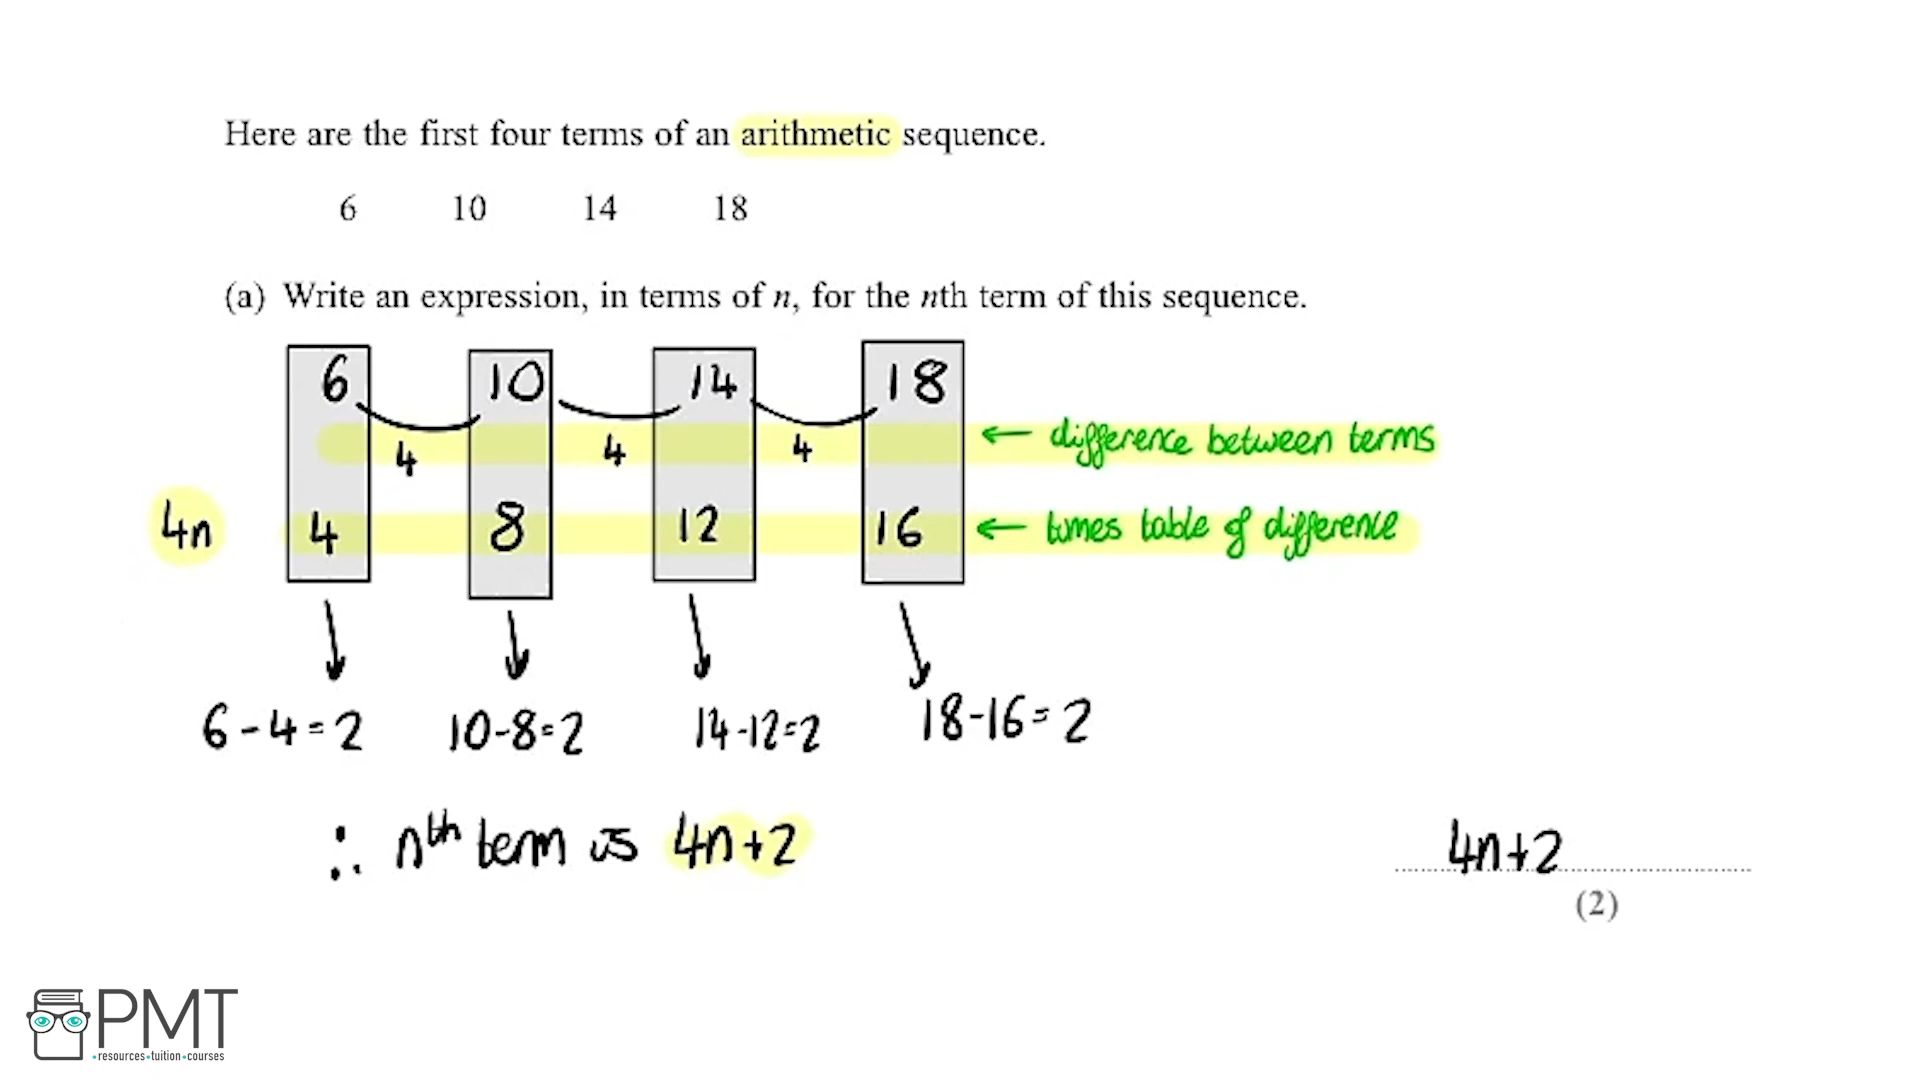 Here are the first four terms of an arithmetic sequence.
6 10 14 18
(a) Write an expression, in terms of n, for the nth term of this sequence.
6 10 14 18
4 4 4 ← difference between terms
4n 4 8 12 16 ← times table of difference
6-4=2 10-8=2 14-12=2 18-16=2
∴ nth term is 4n+2
4n+2
(2)
PMT
•resources•tuition•courses